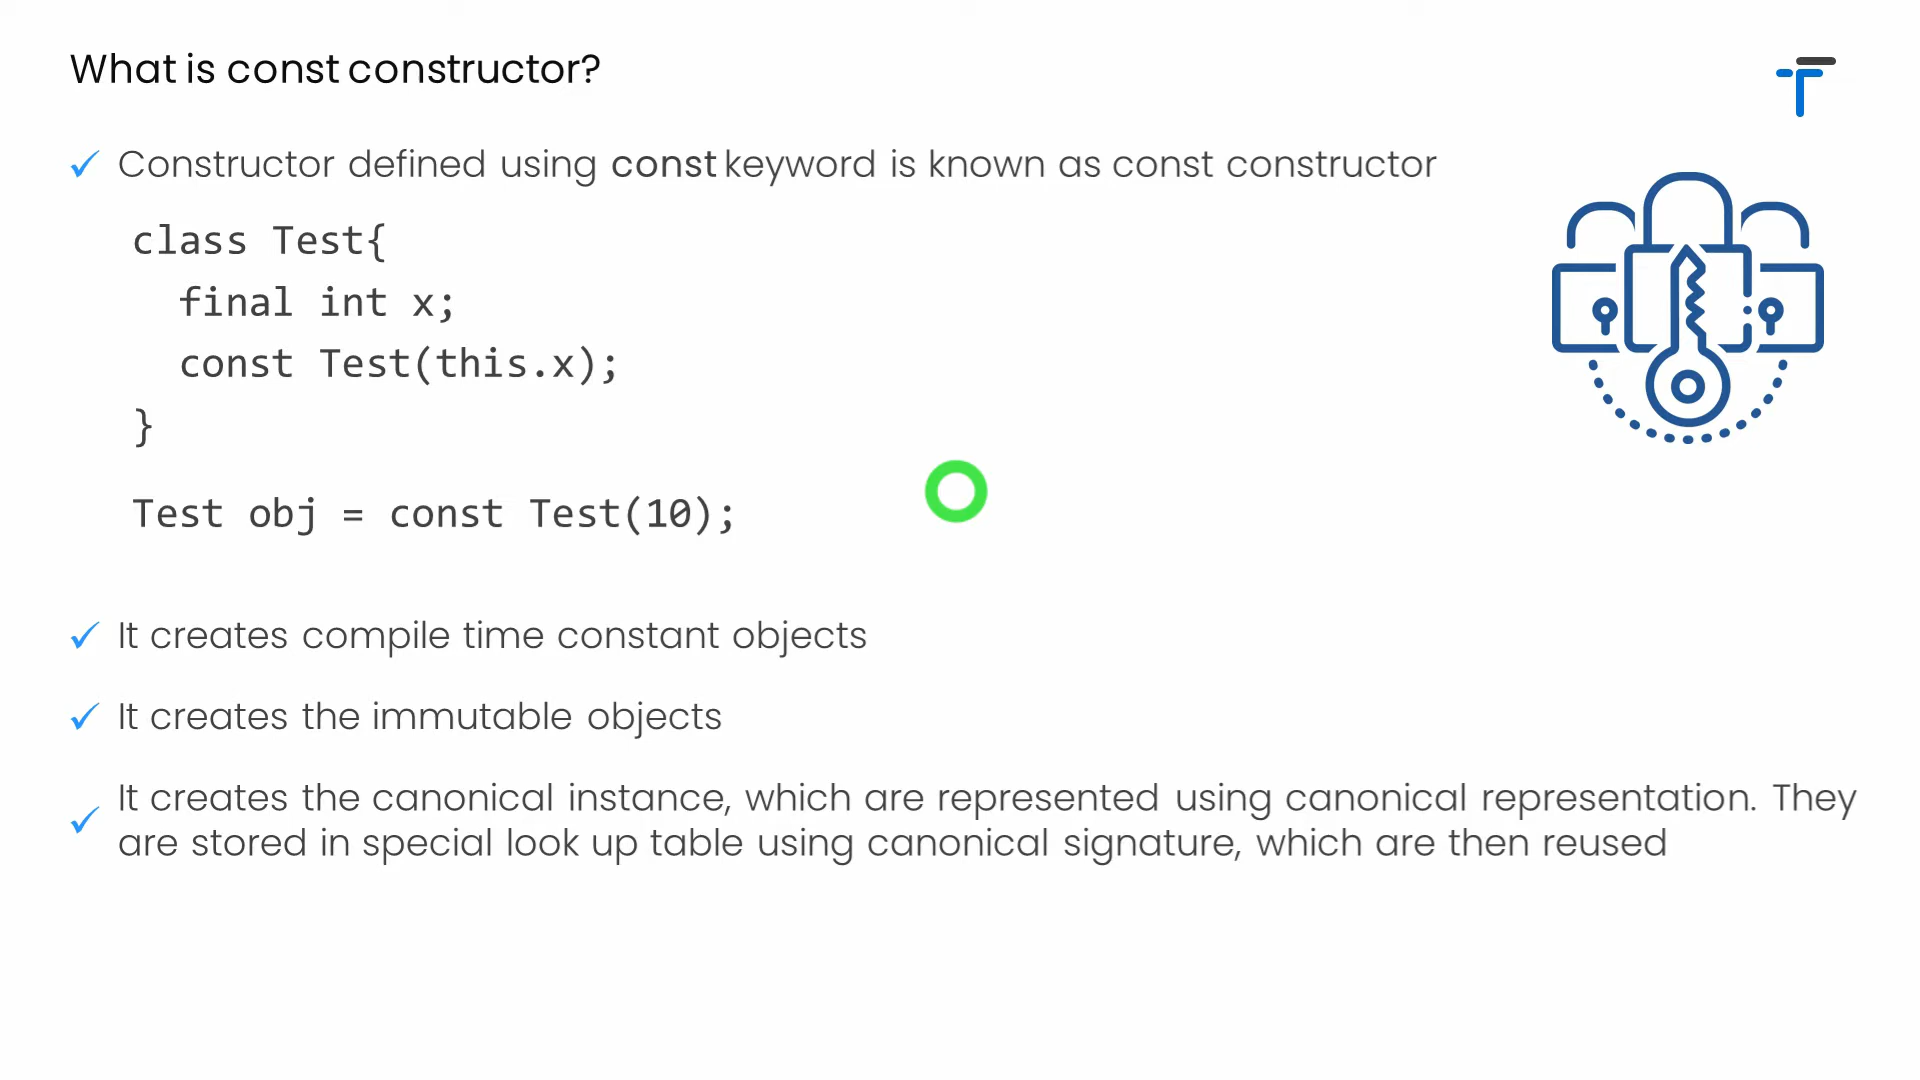 What is const constructor?
Constructor defined using const keyword is known as const constructor
class Test{
final int x;
const Test(this.x);
}
Test obj = const Test(10);
It creates compile time constant objects
It creates the immutable objects
It creates the canonical instance, which are represented using canonical representation. They
are stored in special look up table using canonical signature, which are then reused